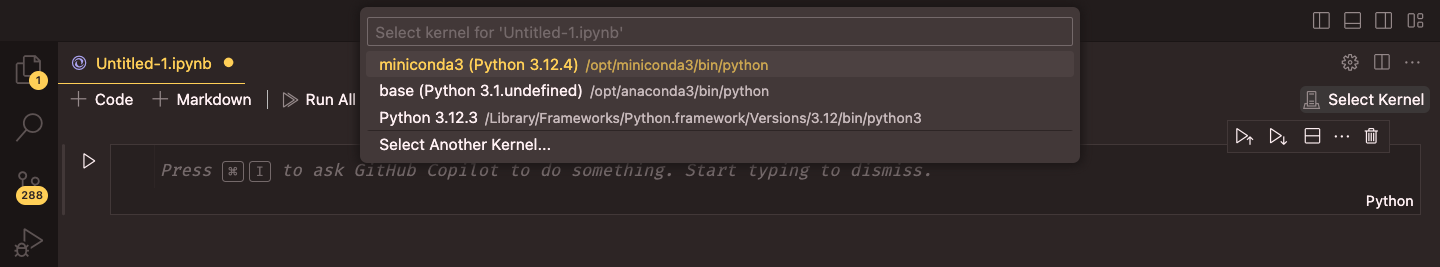 Select kernel for 'Untitled-1.ipynb'
miniconda3 (Python 3.12.4) /opt/miniconda3/bin/python
base (Python 3.1.undefined) /opt/anaconda3/bin/python
Python 3.12.3 /Library/Frameworks/Python.framework/Versions/3.12/bin/python3
Select Another Kernel...
1
Untitled-1.ipynb
Code Markdown Run All
Select Kernel
Press ⌘ I to ask GitHub Copilot to do something. Start typing to dismiss.
288
Python